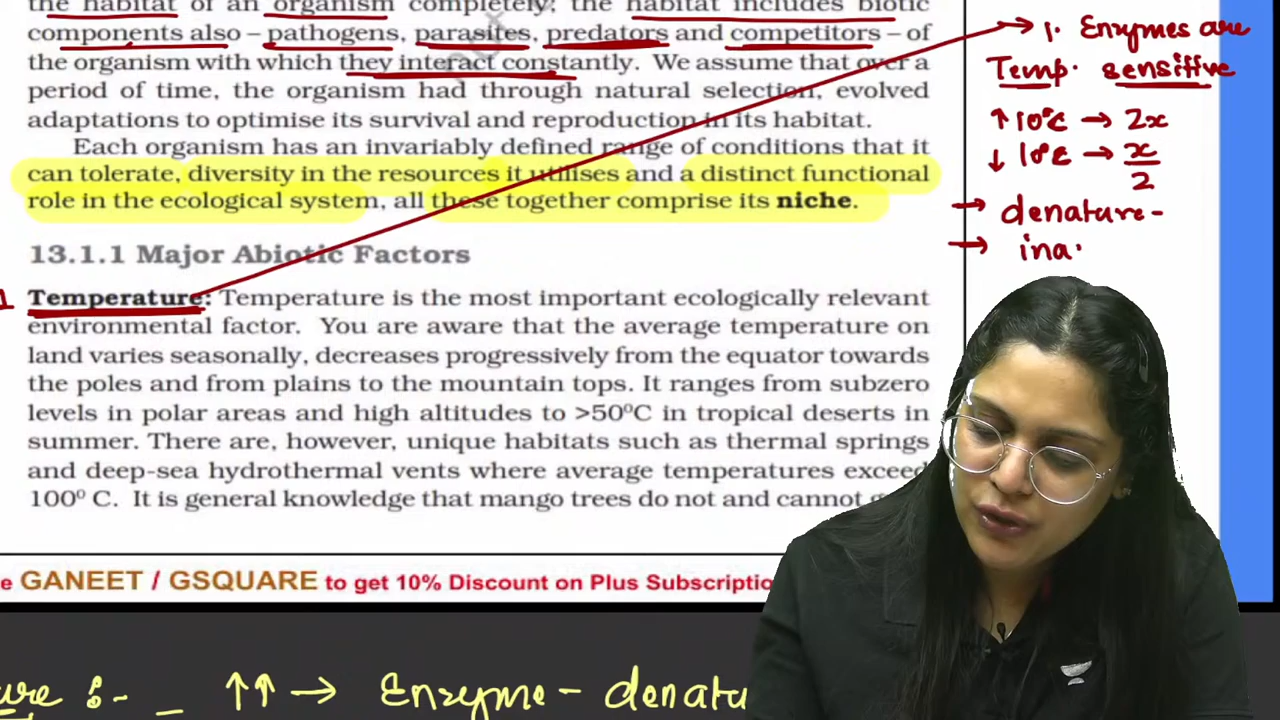 the habitat of an organism completely; the habitat includes biotic
components also – pathogens, parasites, predators and competitors – of
the organism with which they interact constantly. We assume that over a
period of time, the organism had through natural selection, evolved
adaptations to optimise its survival and reproduction in its habitat.
Each organism has an invariably defined range of conditions that it
can tolerate, diversity in the resources it utilises and a distinct functional
role in the ecological system, all these together comprise its niche.
13.1.1 Major Abiotic Factors
1 Temperature: Temperature is the most important ecologically relevant
environmental factor. You are aware that the average temperature on
land varies seasonally, decreases progressively from the equator towards
the poles and from plains to the mountain tops. It ranges from subzero
levels in polar areas and high altitudes to >50⁰C in tropical deserts in
summer. There are, however, unique habitats such as thermal springs
and deep-sea hydrothermal vents where average temperatures exceed
100⁰ C. It is general knowledge that mango trees do not and cannot
→ 1. Enzymes are
Temp. sensitive
↑ 10°C → 2x
↓ 10°C → x/2
→ denature-
→ ina
e GANEET / GSQUARE to get 10% Discount on Plus Subscriptio
ure :- _ ↑↑ → Enzyme - denatu